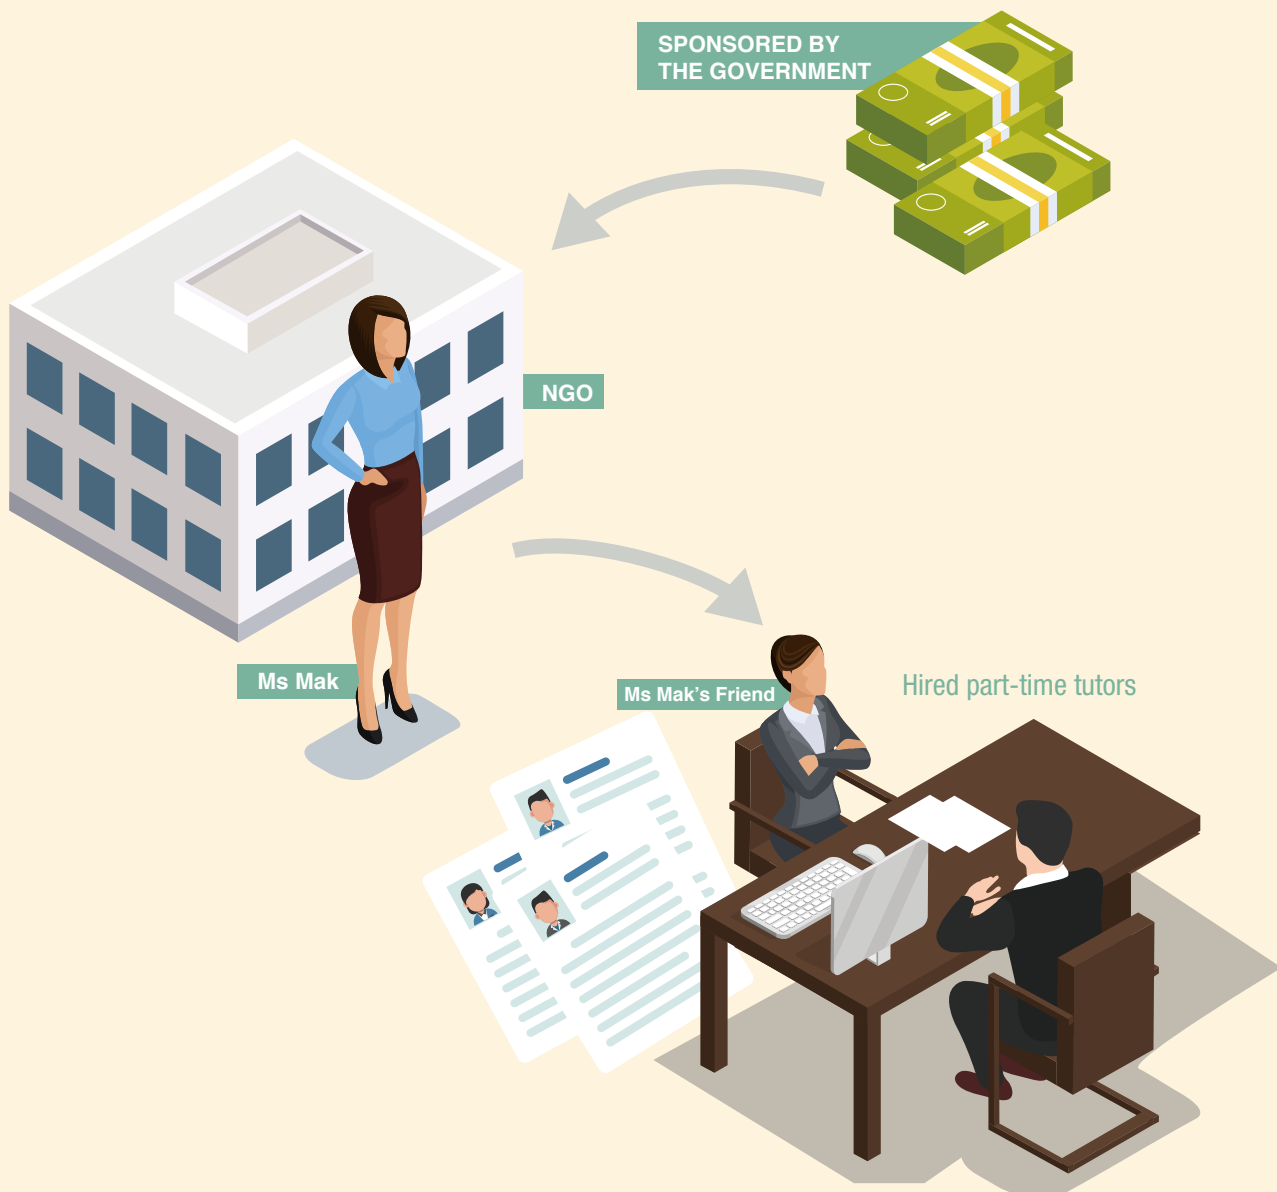 SPONSORED BY
THE GOVERNMENT
NGO
Ms Mak
Ms Mak's Friend
Hired part-time tutors